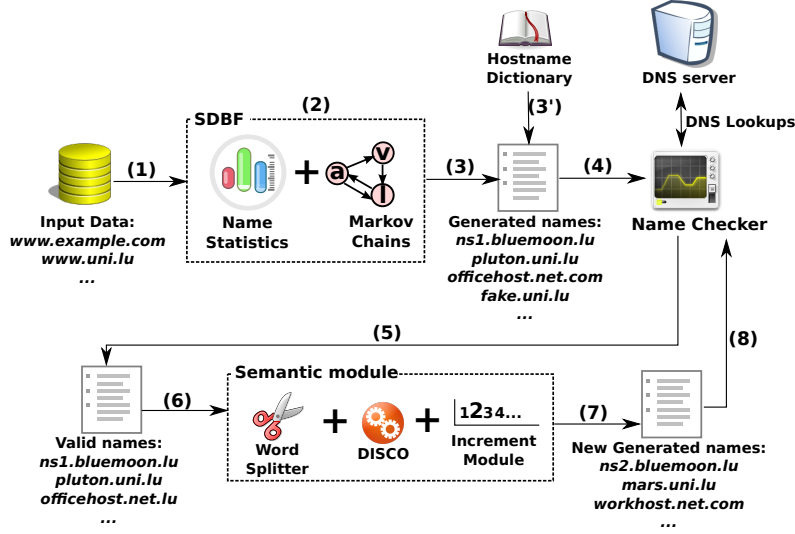 Hostname
Dictionary
DNS server
(3')
DNS Lookups
(1)
(2)
SDBF
a
v
l
+
Name
Statistics
Markov
Chains
(3)
(4)
Input Data:
www.example.com
www.uni.lu
...
Generated names:
ns1.bluemoon.lu
pluton.uni.lu
officehost.net.com
fake.uni.lu
...
Name Checker
(5)
(8)
(6)
Semantic module
Word
Splitter
+
DISCO
+
1234...
Increment
Module
(7)
Valid names:
ns1.bluemoon.lu
pluton.uni.lu
officehost.net.lu
...
New Generated names:
ns2.bluemoon.lu
mars.uni.lu
workhost.net.com
...